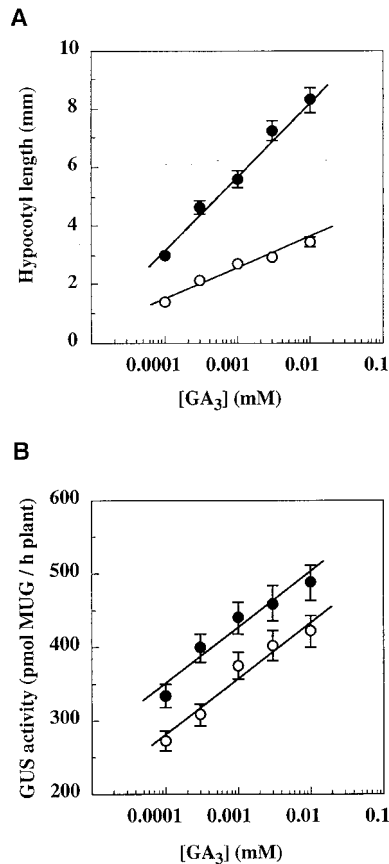 A
10
8
6
4
2
0
Hypocotyl length (mm)
0.0001 0.001 0.01 0.1
[GA3] (mM)
B
600
500
400
300
200
GUS activity (pmol MUG / h plant)
0.0001 0.001 0.01 0.1
[GA3] (mM)